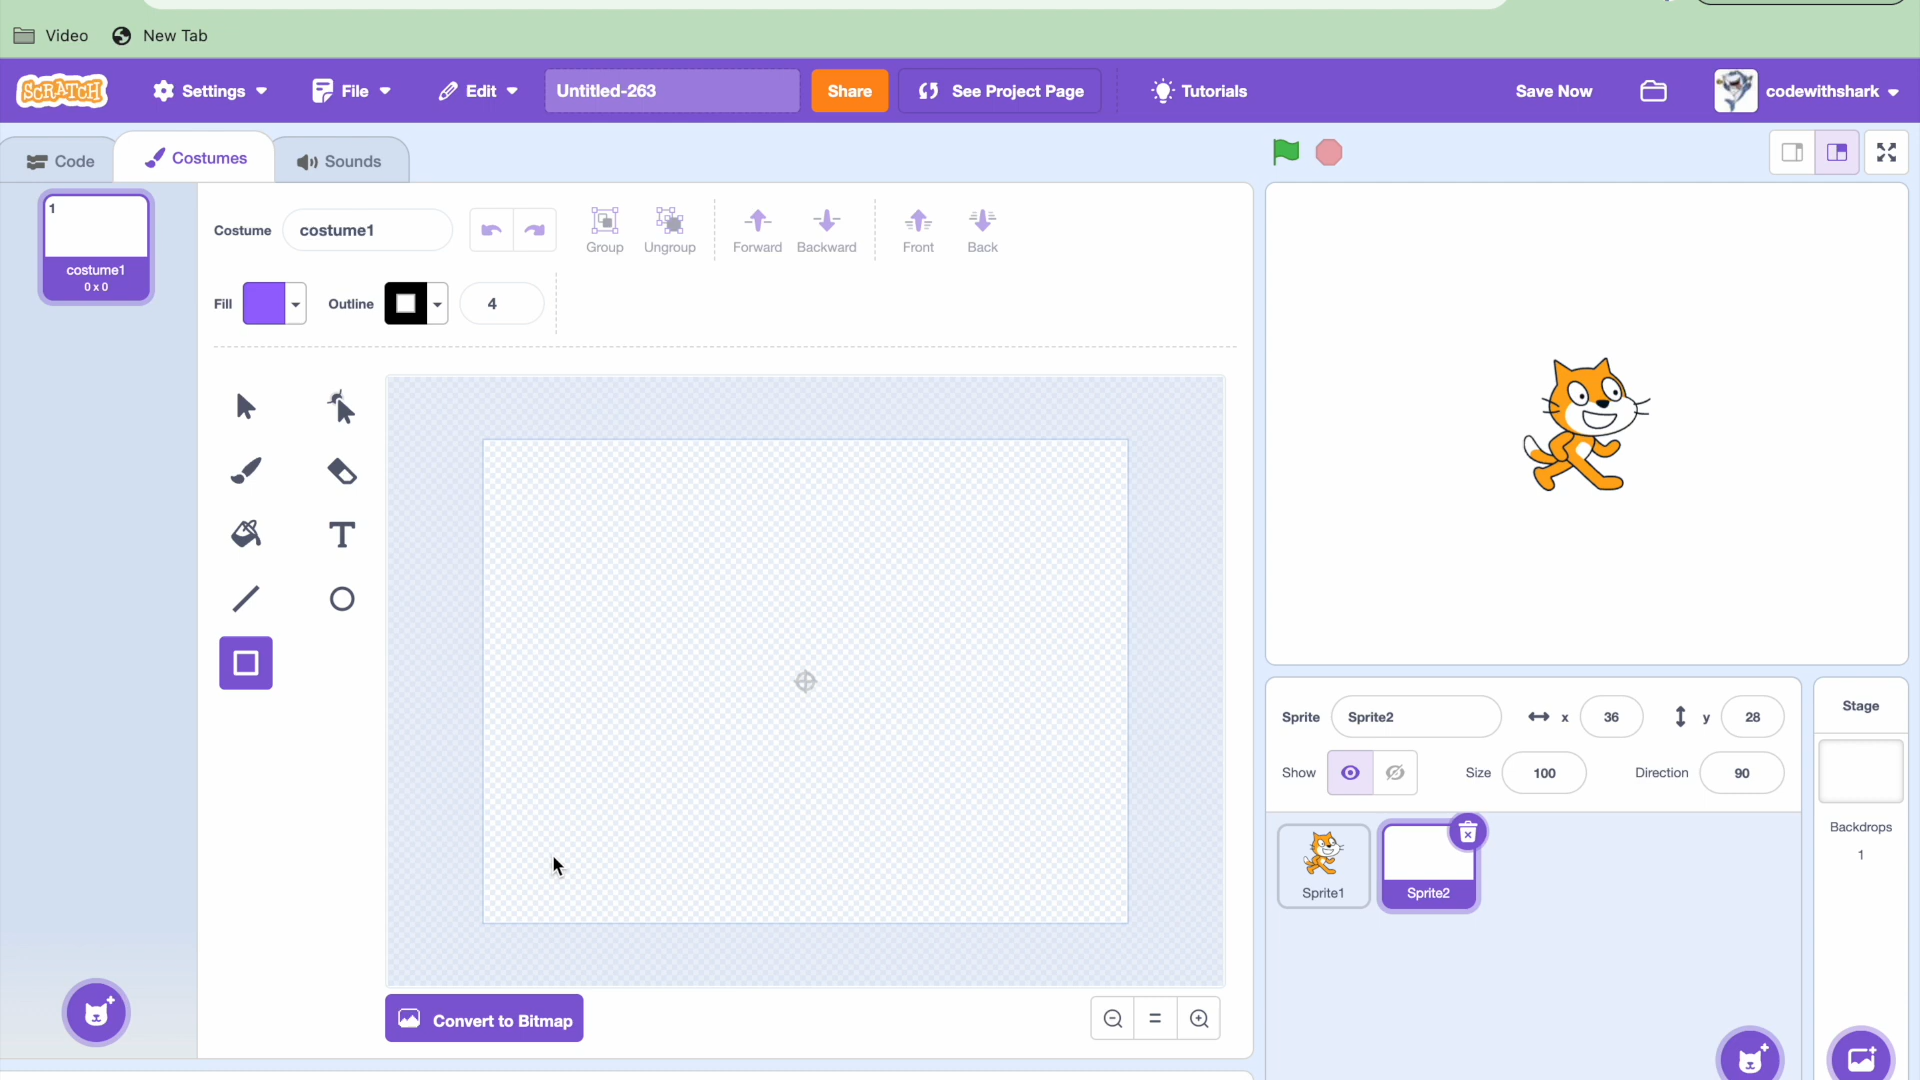 Video New Tab
SCRATCH Settings File Edit Untitled-263 Share See Project Page Tutorials Save Now codewithshark
Code Costumes Sounds
1
costume1
0 x 0
Costume costume1 Group Ungroup Forward Backward Front Back
Fill Outline 4
T
Convert to Bitmap =
Sprite Sprite2 x 36 y 28
Show Size 100 Direction 90
Sprite1 Sprite2
Stage
Backdrops
1